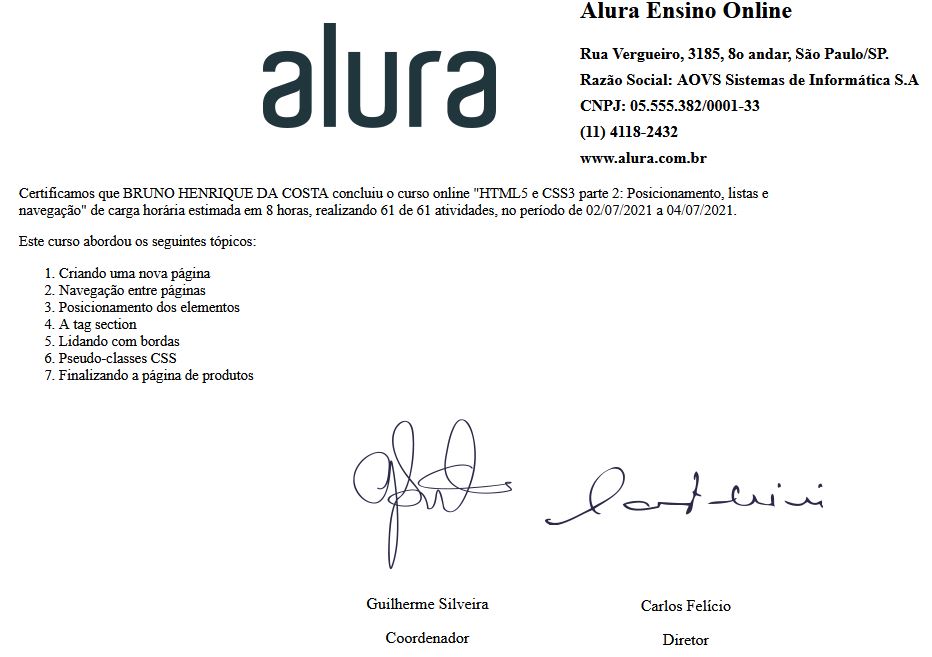 alura
Alura Ensino Online
Rua Vergueiro, 3185, 8o andar, São Paulo/SP.
Razão Social: AOVS Sistemas de Informática S.A
CNPJ: 05.555.382/0001-33
(11) 4118-2432
www.alura.com.br
Certificamos que BRUNO HENRIQUE DA COSTA concluiu o curso online "HTML5 e CSS3 parte 2: Posicionamento, listas e
navegação" de carga horária estimada em 8 horas, realizando 61 de 61 atividades, no período de 02/07/2021 a 04/07/2021.
Este curso abordou os seguintes tópicos:
1. Criando uma nova página
2. Navegação entre páginas
3. Posicionamento dos elementos
4. A tag section
5. Lidando com bordas
6. Pseudo-classes CSS
7. Finalizando a página de produtos
Guilherme Silveira
Coordenador
Carlos Felício
Diretor